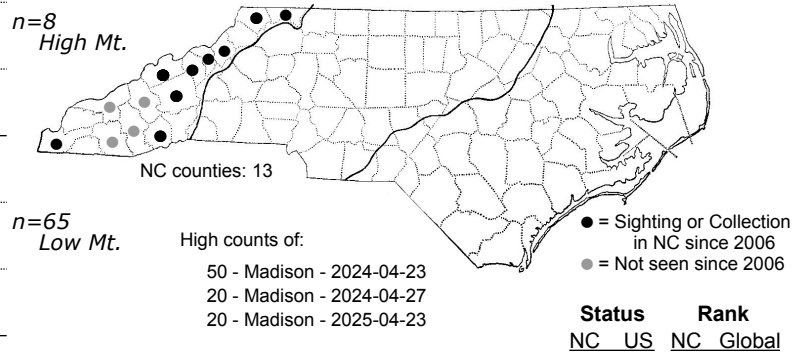 n=8
High Mt.
NC counties: 13
n=65
Low Mt.
High counts of:
50 - Madison - 2024-04-23
20 - Madison - 2024-04-27
20 - Madison - 2025-04-23
● = Sighting or Collection
in NC since 2006
● = Not seen since 2006
Status Rank
NC US NC Global